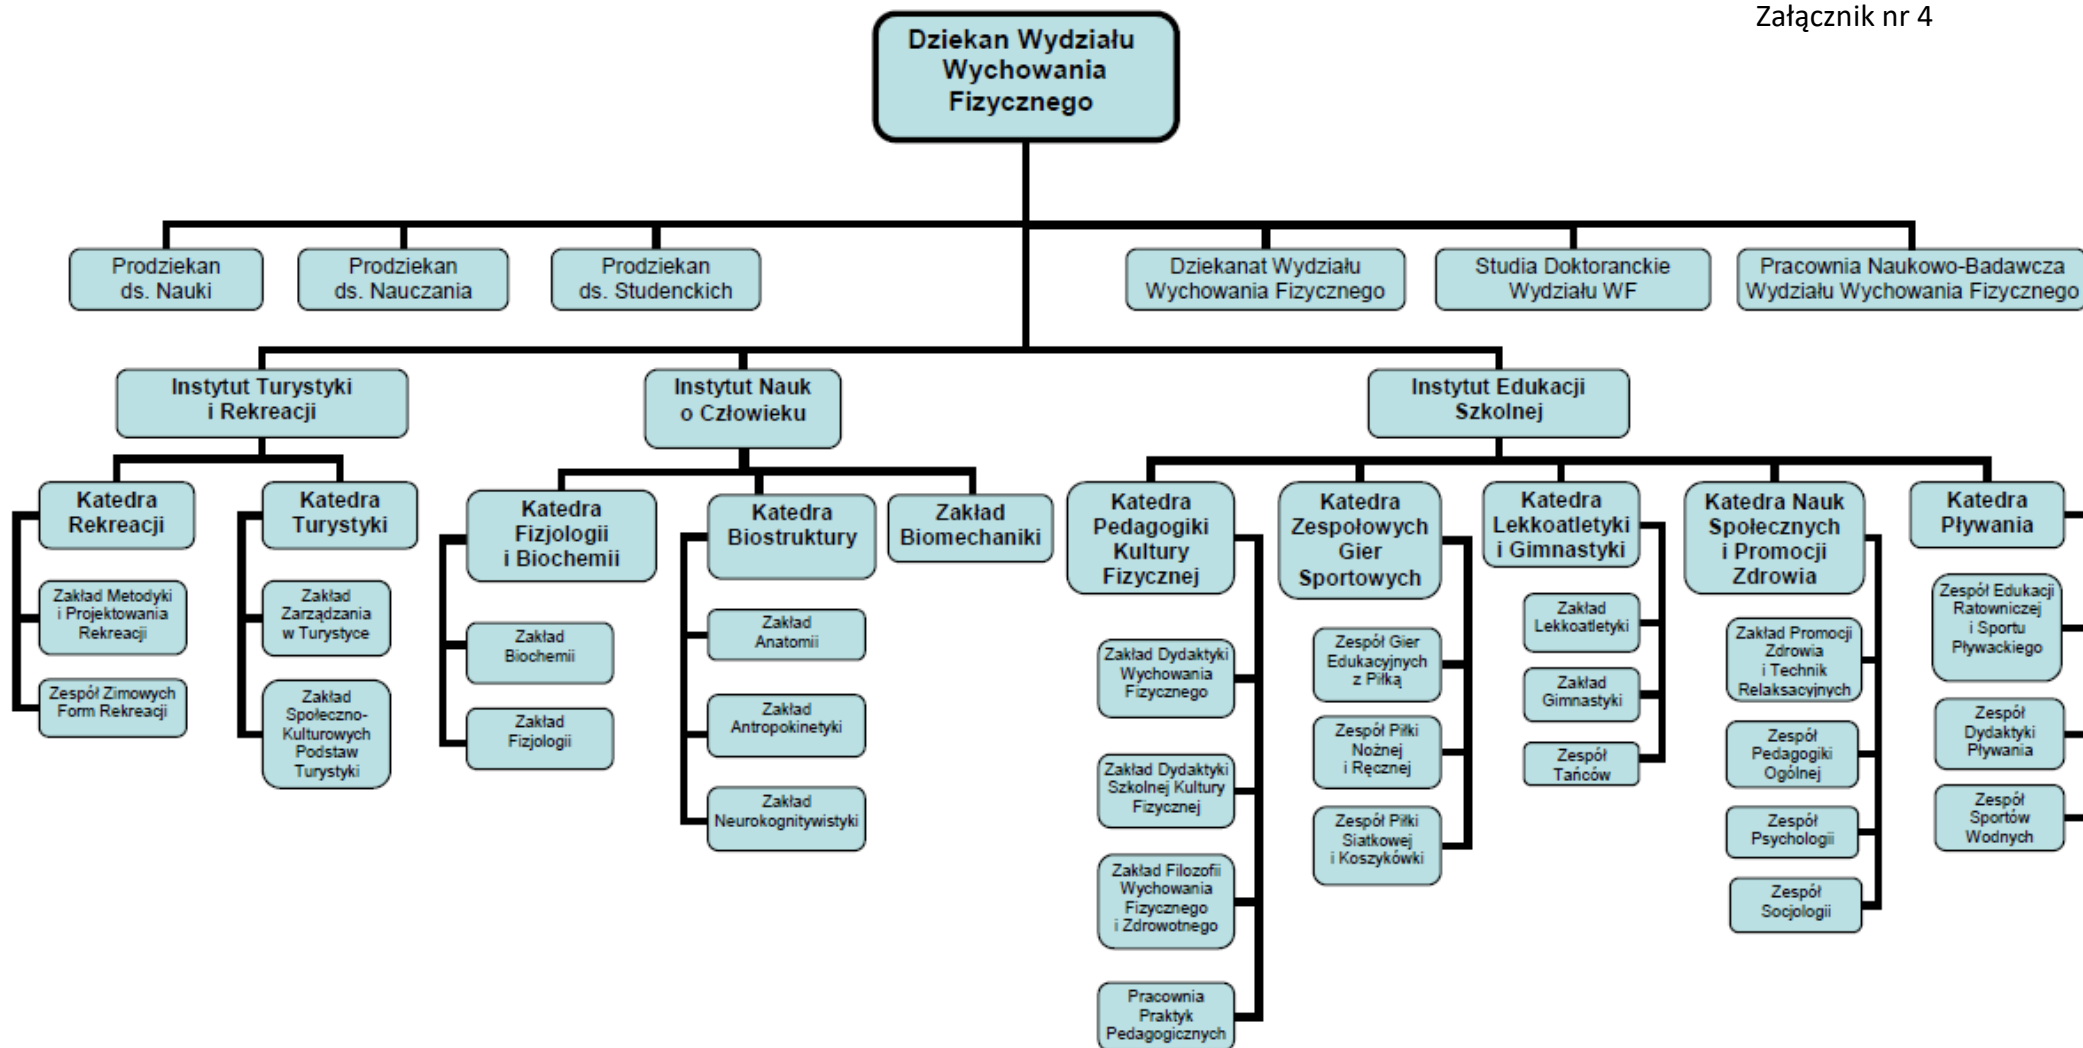 Załącznik nr 4
Dziekan Wydziału
Wychowania
Fizycznego
Prodziekan
ds. Nauki
Prodziekan
ds. Nauczania
Prodziekan
ds. Studenckich
Dziekanat Wydziału
Wychowania Fizycznego
Studia Doktoranckie
Wydziału WF
Pracownia Naukowo-Badawcza
Wydziału Wychowania Fizycznego
Instytut Turystyki
i Rekreacji
Instytut Nauk
o Człowieku
Instytut Edukacji
Szkolnej
Katedra
Rekreacji
Zakład Metodyki
i Projektowania
Rekreacji
Zespół Zimowych
Form Rekreacji
Katedra
Turystyki
Zakład
Zarządzania
w Turystyce
Zakład
Społeczno-
Kulturowych
Podstaw
Turystyki
Katedra
Fizjologii
i Biochemii
Zakład
Biochemii
Zakład
Fizjologii
Katedra
Biostruktury
Zakład
Anatomii
Zakład
Antropokinetyki
Zakład
Neurokognitywistyki
Zakład
Biomechaniki
Katedra
Pedagogiki
Kultury
Fizycznej
Zakład Dydaktyki
Wychowania
Fizycznego
Zakład Dydaktyki
Szkolnej Kultury
Fizycznej
Zakład Filozofii
Wychowania
Fizycznego
i Zdrowotnego
Pracownia
Praktyk
Pedagogicznych
Katedra
Zespołowych
Gier
Sportowych
Zespół Gier
Edukacyjnych
z Piłką
Zespół Piłki
Nożnej
i Ręcznej
Zespół Piłki
Siatkowej
i Koszykówki
Katedra
Lekkoatletyki
i Gimnastyki
Zakład
Lekkoatletyki
Zakład
Gimnastyki
Zespół
Tańców
Katedra Nauk
Społecznych
i Promocji
Zdrowia
Zakład Promocji
Zdrowia
i Technik
Relaksacyjnych
Zespół
Pedagogiki
Ogólnej
Zespół
Psychologii
Zespół
Socjologii
Katedra
Pływania
Zespół Edukacji
Ratowniczej
i Sportu
Pływackiego
Zespół
Dydaktyki
Pływania
Zespół
Sportów
Wodnych